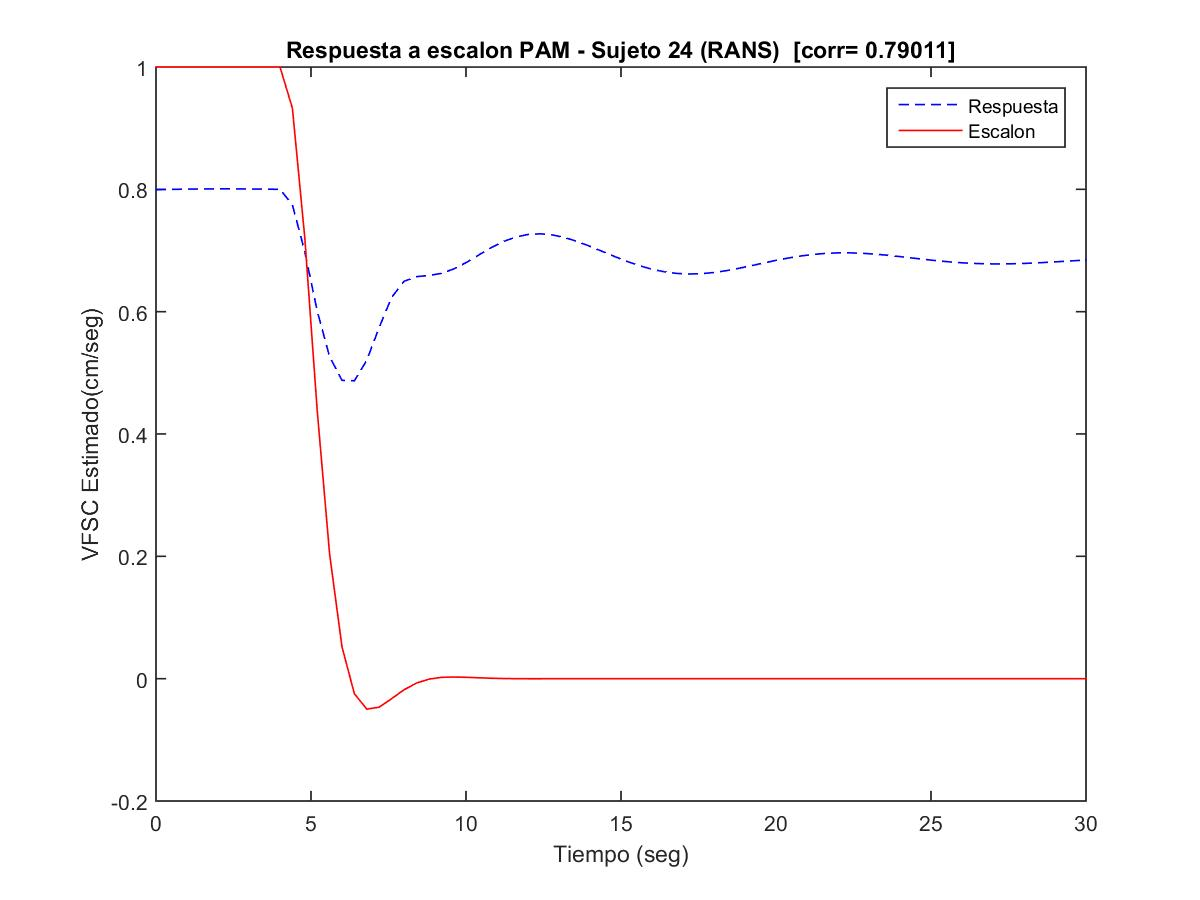 Respuesta a escalon PAM - Sujeto 24 (RANS) [corr= 0.79011]
Respuesta
Escalon
1
0.8
0.6
0.4
0.2
0
-0.2
VFSC Estimado(cm/seg)
0 5 10 15 20 25 30
Tiempo (seg)